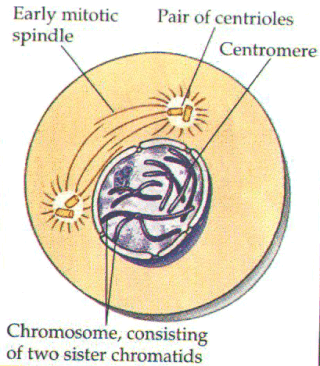 Early mitotic
spindle
Pair of centrioles
Centromere
Chromosome, consisting
of two sister chromatids